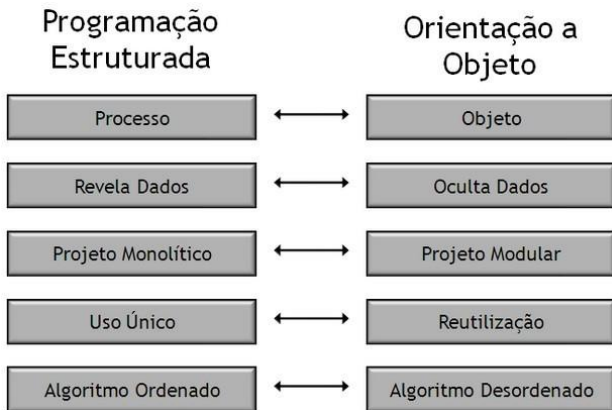 Programação
Estruturada
Orientação a
Objeto
Processo
Objeto
Revela Dados
Oculta Dados
Projeto Monolítico
Projeto Modular
Uso Único
Reutilização
Algoritmo Ordenado
Algoritmo Desordenado